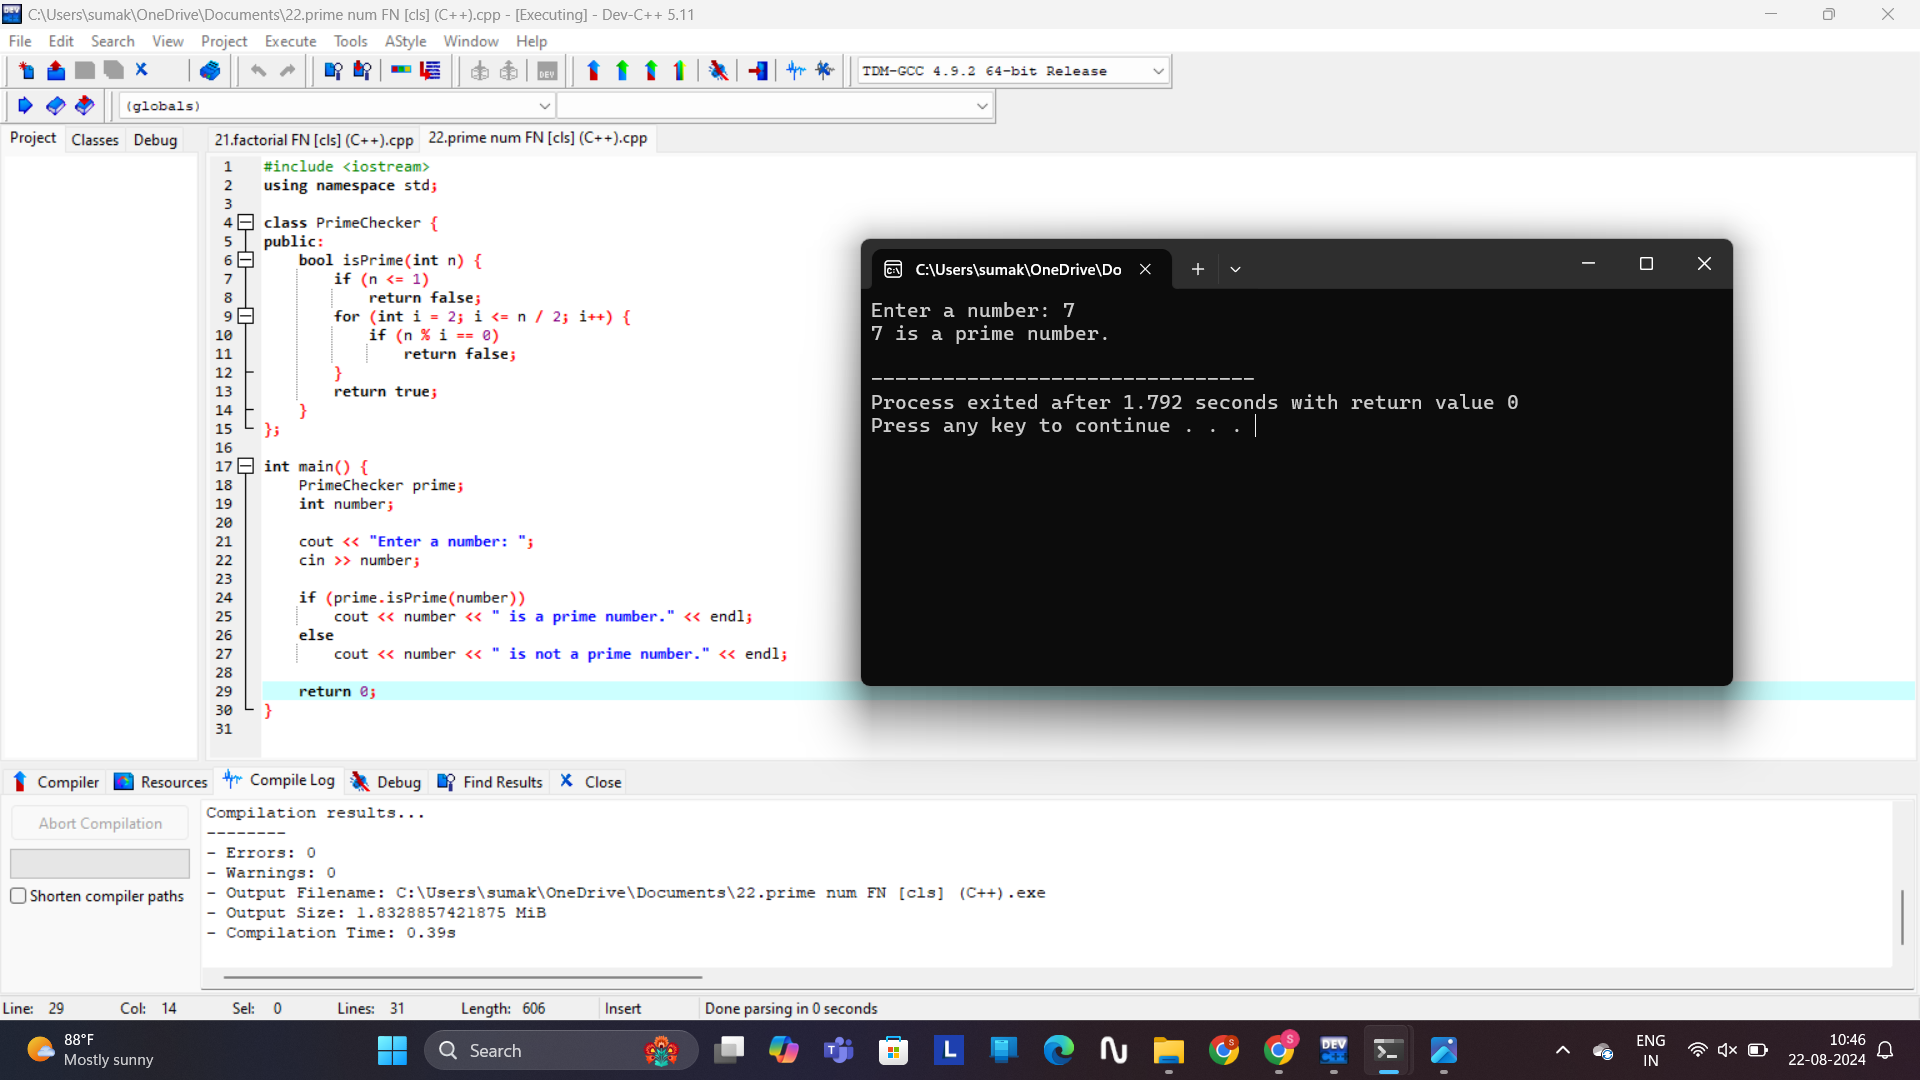 C:\Users\sumak\OneDrive\Documents\22.prime num FN [cls] (C++).cpp - [Executing] - Dev-C++ 5.11
File Edit Search View Project Execute Tools AStyle Window Help
TDM-GCC 4.9.2 64-bit Release
(globals)
Project Classes Debug
21.factorial FN [cls] (C++).cpp 22.prime num FN [cls] (C++).cpp
1 #include <iostream>
2 using namespace std;
3
4 class PrimeChecker {
5 public:
6     bool isPrime(int n) {
7         if (n <= 1)
8             return false;
9         for (int i = 2; i <= n / 2; i++) {
10             if (n % i == 0)
11                 return false;
12         }
13         return true;
14     }
15 };
16
17 int main() {
18     PrimeChecker prime;
19     int number;
20
21     cout << "Enter a number: ";
22     cin >> number;
23
24     if (prime.isPrime(number))
25         cout << number << " is a prime number." << endl;
26     else
27         cout << number << " is not a prime number." << endl;
28
29     return 0;
30 }
31
C:\Users\sumak\OneDrive\Do
Enter a number: 7
7 is a prime number.
--------------------------------
Process exited after 1.792 seconds with return value 0
Press any key to continue . . .
Compiler Resources Compile Log Debug Find Results Close
Abort Compilation
Shorten compiler paths
Compilation results...
--------
- Errors: 0
- Warnings: 0
- Output Filename: C:\Users\sumak\OneDrive\Documents\22.prime num FN [cls] (C++).exe
- Output Size: 1.8328857421875 MiB
- Compilation Time: 0.39s
Line: 29 Col: 14 Sel: 0 Lines: 31 Length: 606 Insert Done parsing in 0 seconds
88°F
Mostly sunny
Search
L
S
S
DEV
ENG
IN
10:46
22-08-2024